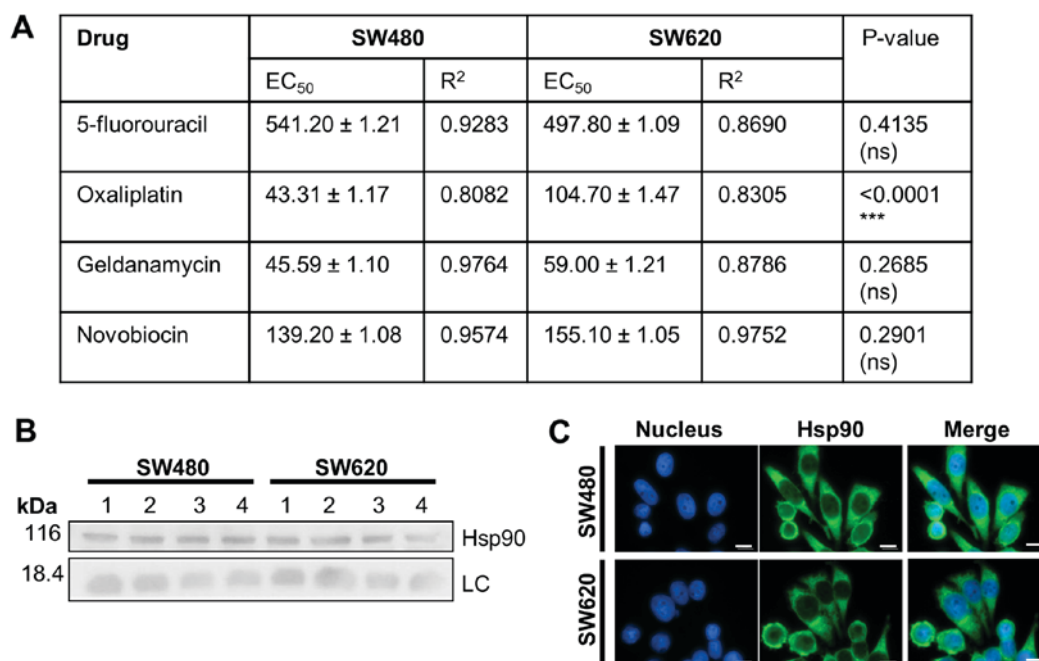 A
Drug SW480 SW620 P-value
EC₅₀ R² EC₅₀ R²
5-fluorouracil 541.20 ± 1.21 0.9283 497.80 ± 1.09 0.8690 0.4135
(ns)
Oxaliplatin 43.31 ± 1.17 0.8082 104.70 ± 1.47 0.8305 <0.0001
***
Geldanamycin 45.59 ± 1.10 0.9764 59.00 ± 1.21 0.8786 0.2685
(ns)
Novobiocin 139.20 ± 1.08 0.9574 155.10 ± 1.05 0.9752 0.2901
(ns)
B
SW480 SW620
kDa 1 2 3 4 1 2 3 4
116 Hsp90
18.4 LC
C
Nucleus Hsp90 Merge
SW480
SW620